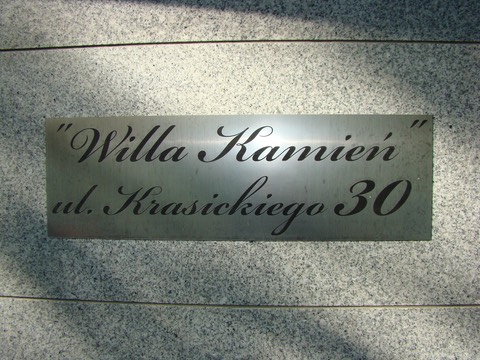 "Willa Kamień"
ul. Krasickiego 30